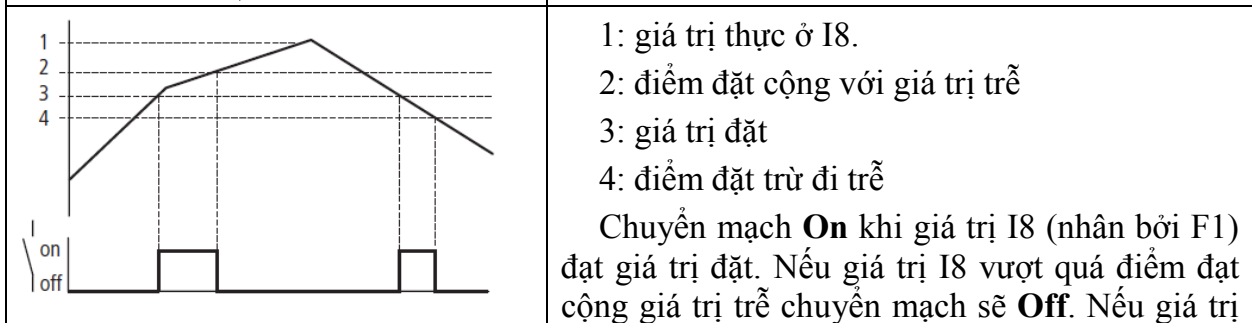 1
2
3
4
I
on
off
1: giá trị thực ở I8.
2: điểm đặt cộng với giá trị trễ
3: giá trị đặt
4: điểm đặt trừ đi trễ
Chuyển mạch On khi giá trị I8 (nhân bởi F1)
đạt giá trị đặt. Nếu giá trị I8 vượt quá điểm đạt
cộng giá trị trễ chuyển mạch sẽ Off. Nếu giá trị